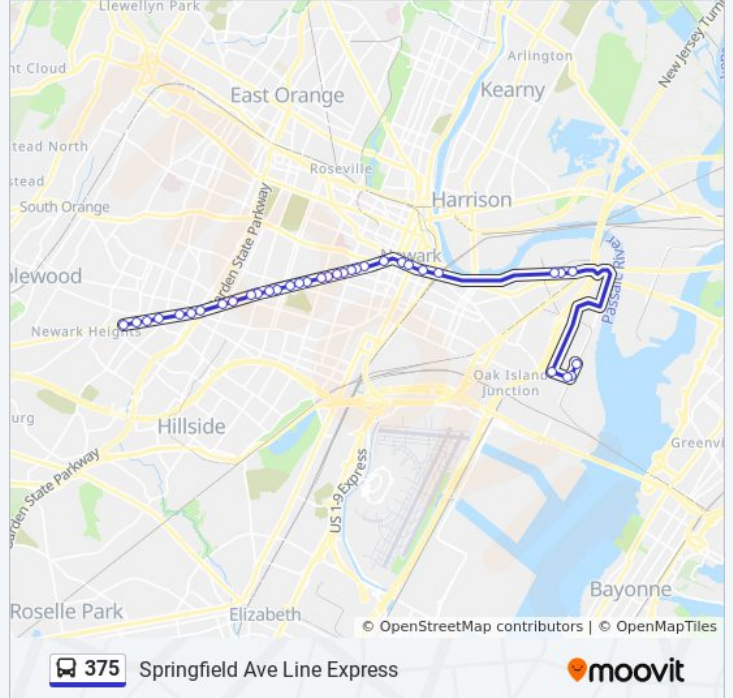 Llewellyn Park
New Jersey Turn
Arlington
nt Cloud
East Orange
Kearny
tead North
Roseville
stead
Harrison
South Orange
Garden State Parkway
Newark
Passaic River
plewood
Newark Heights
Oak Island
Junction
urg
Hillside
Greenvi
Garden State Parkway
US 1-9 Express
Bayonne
Roselle Park
Elizabeth
© OpenStreetMap contributors | © OpenMapTiles
375 Springfield Ave Line Express
moovit